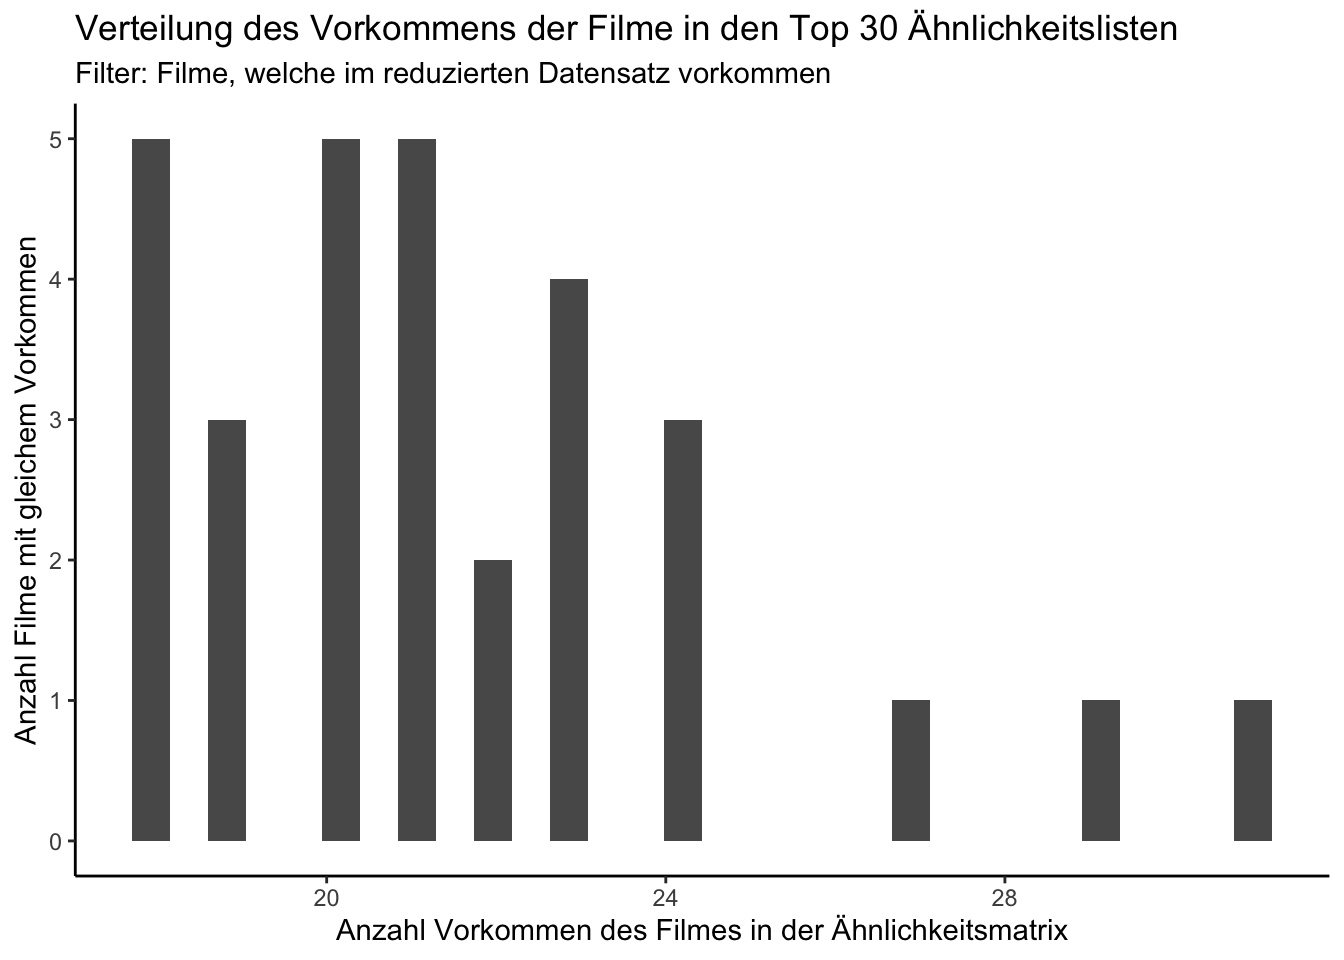 Verteilung des Vorkommens der Filme in den Top 30 Ähnlichkeitslisten
Filter: Filme, welche im reduzierten Datensatz vorkommen
Anzahl Filme mit gleichem Vorkommen
5
4
3
2
1
0
20 24 28
Anzahl Vorkommen des Filmes in der Ähnlichkeitsmatrix